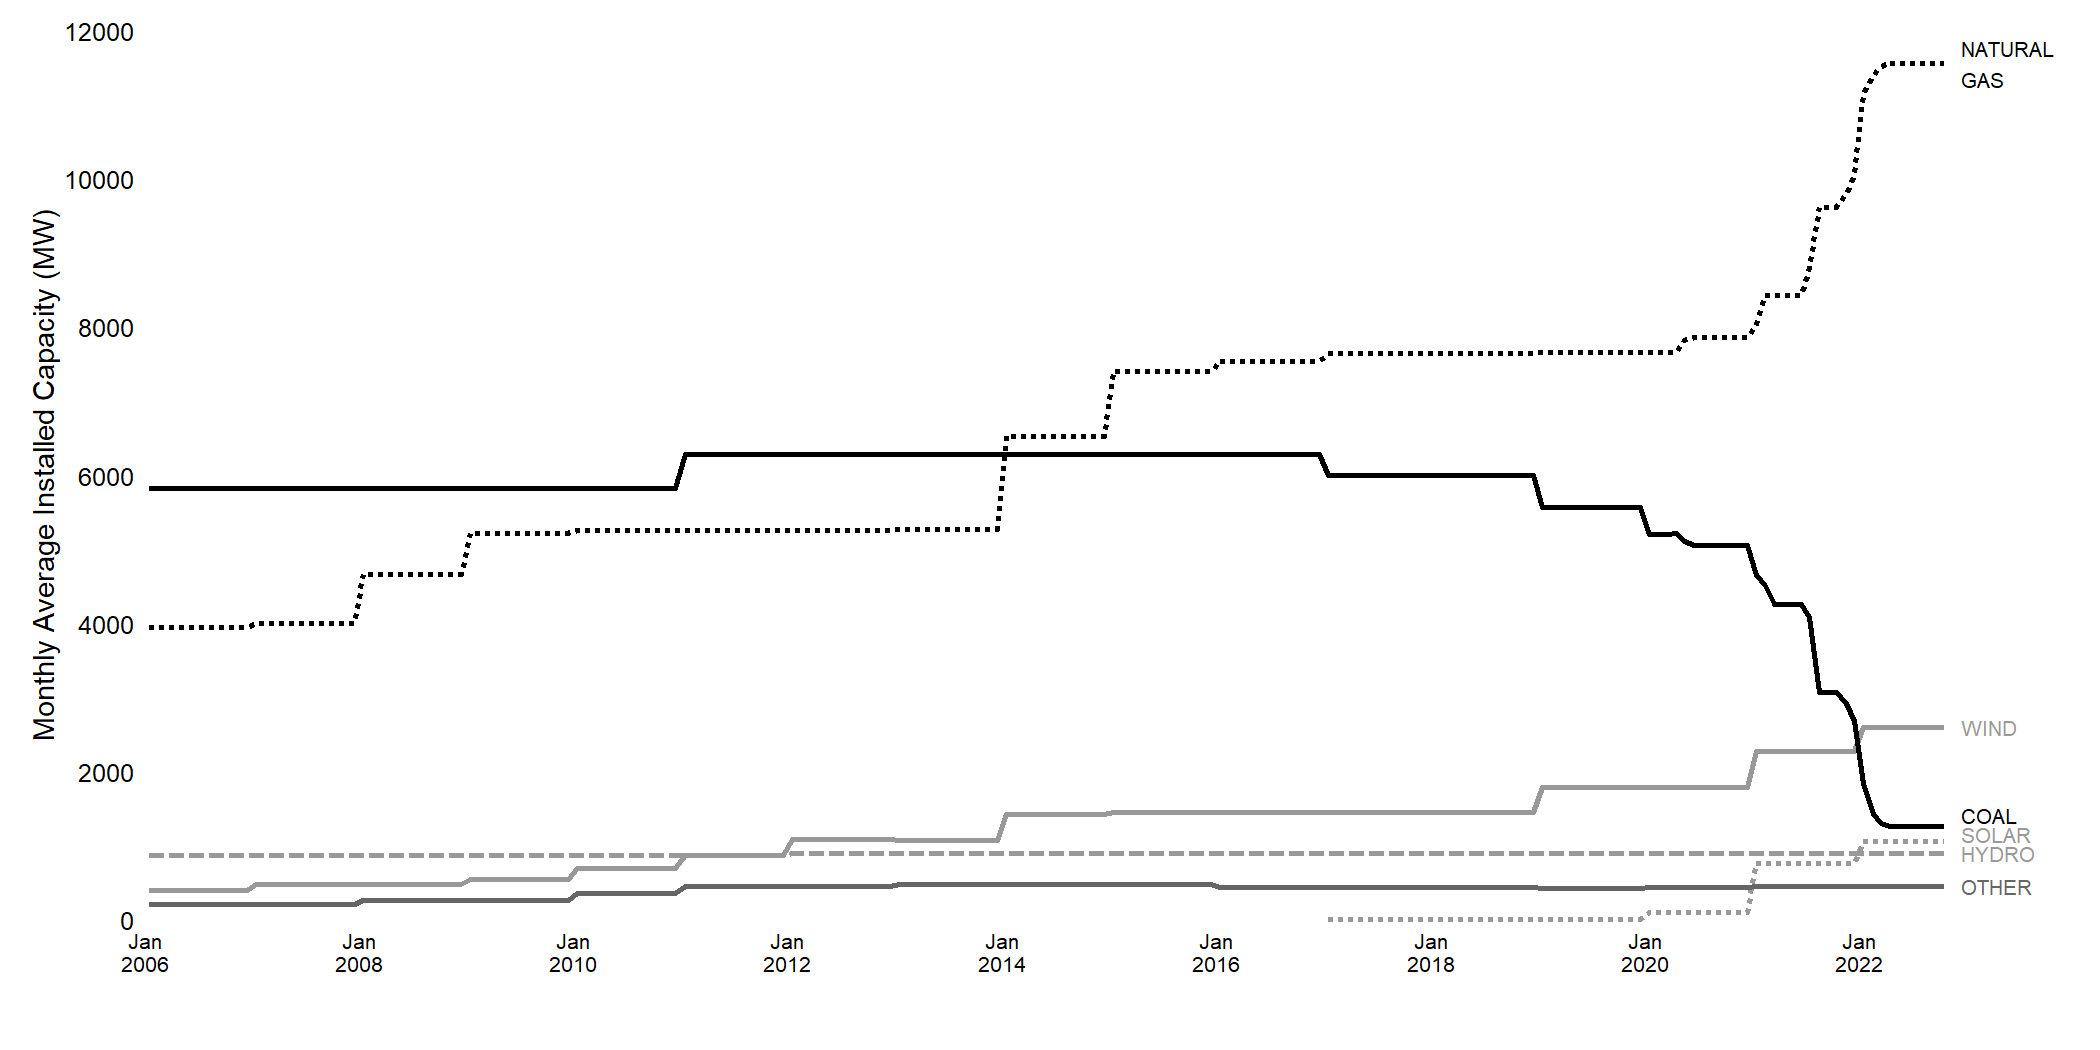 Monthly Average Installed Capacity (MW)
12000
10000
8000
6000
4000
2000
0
Jan
2006
Jan
2008
Jan
2010
Jan
2012
Jan
2014
Jan
2016
Jan
2018
Jan
2020
Jan
2022
NATURAL
GAS
WIND
COAL
SOLAR
HYDRO
OTHER